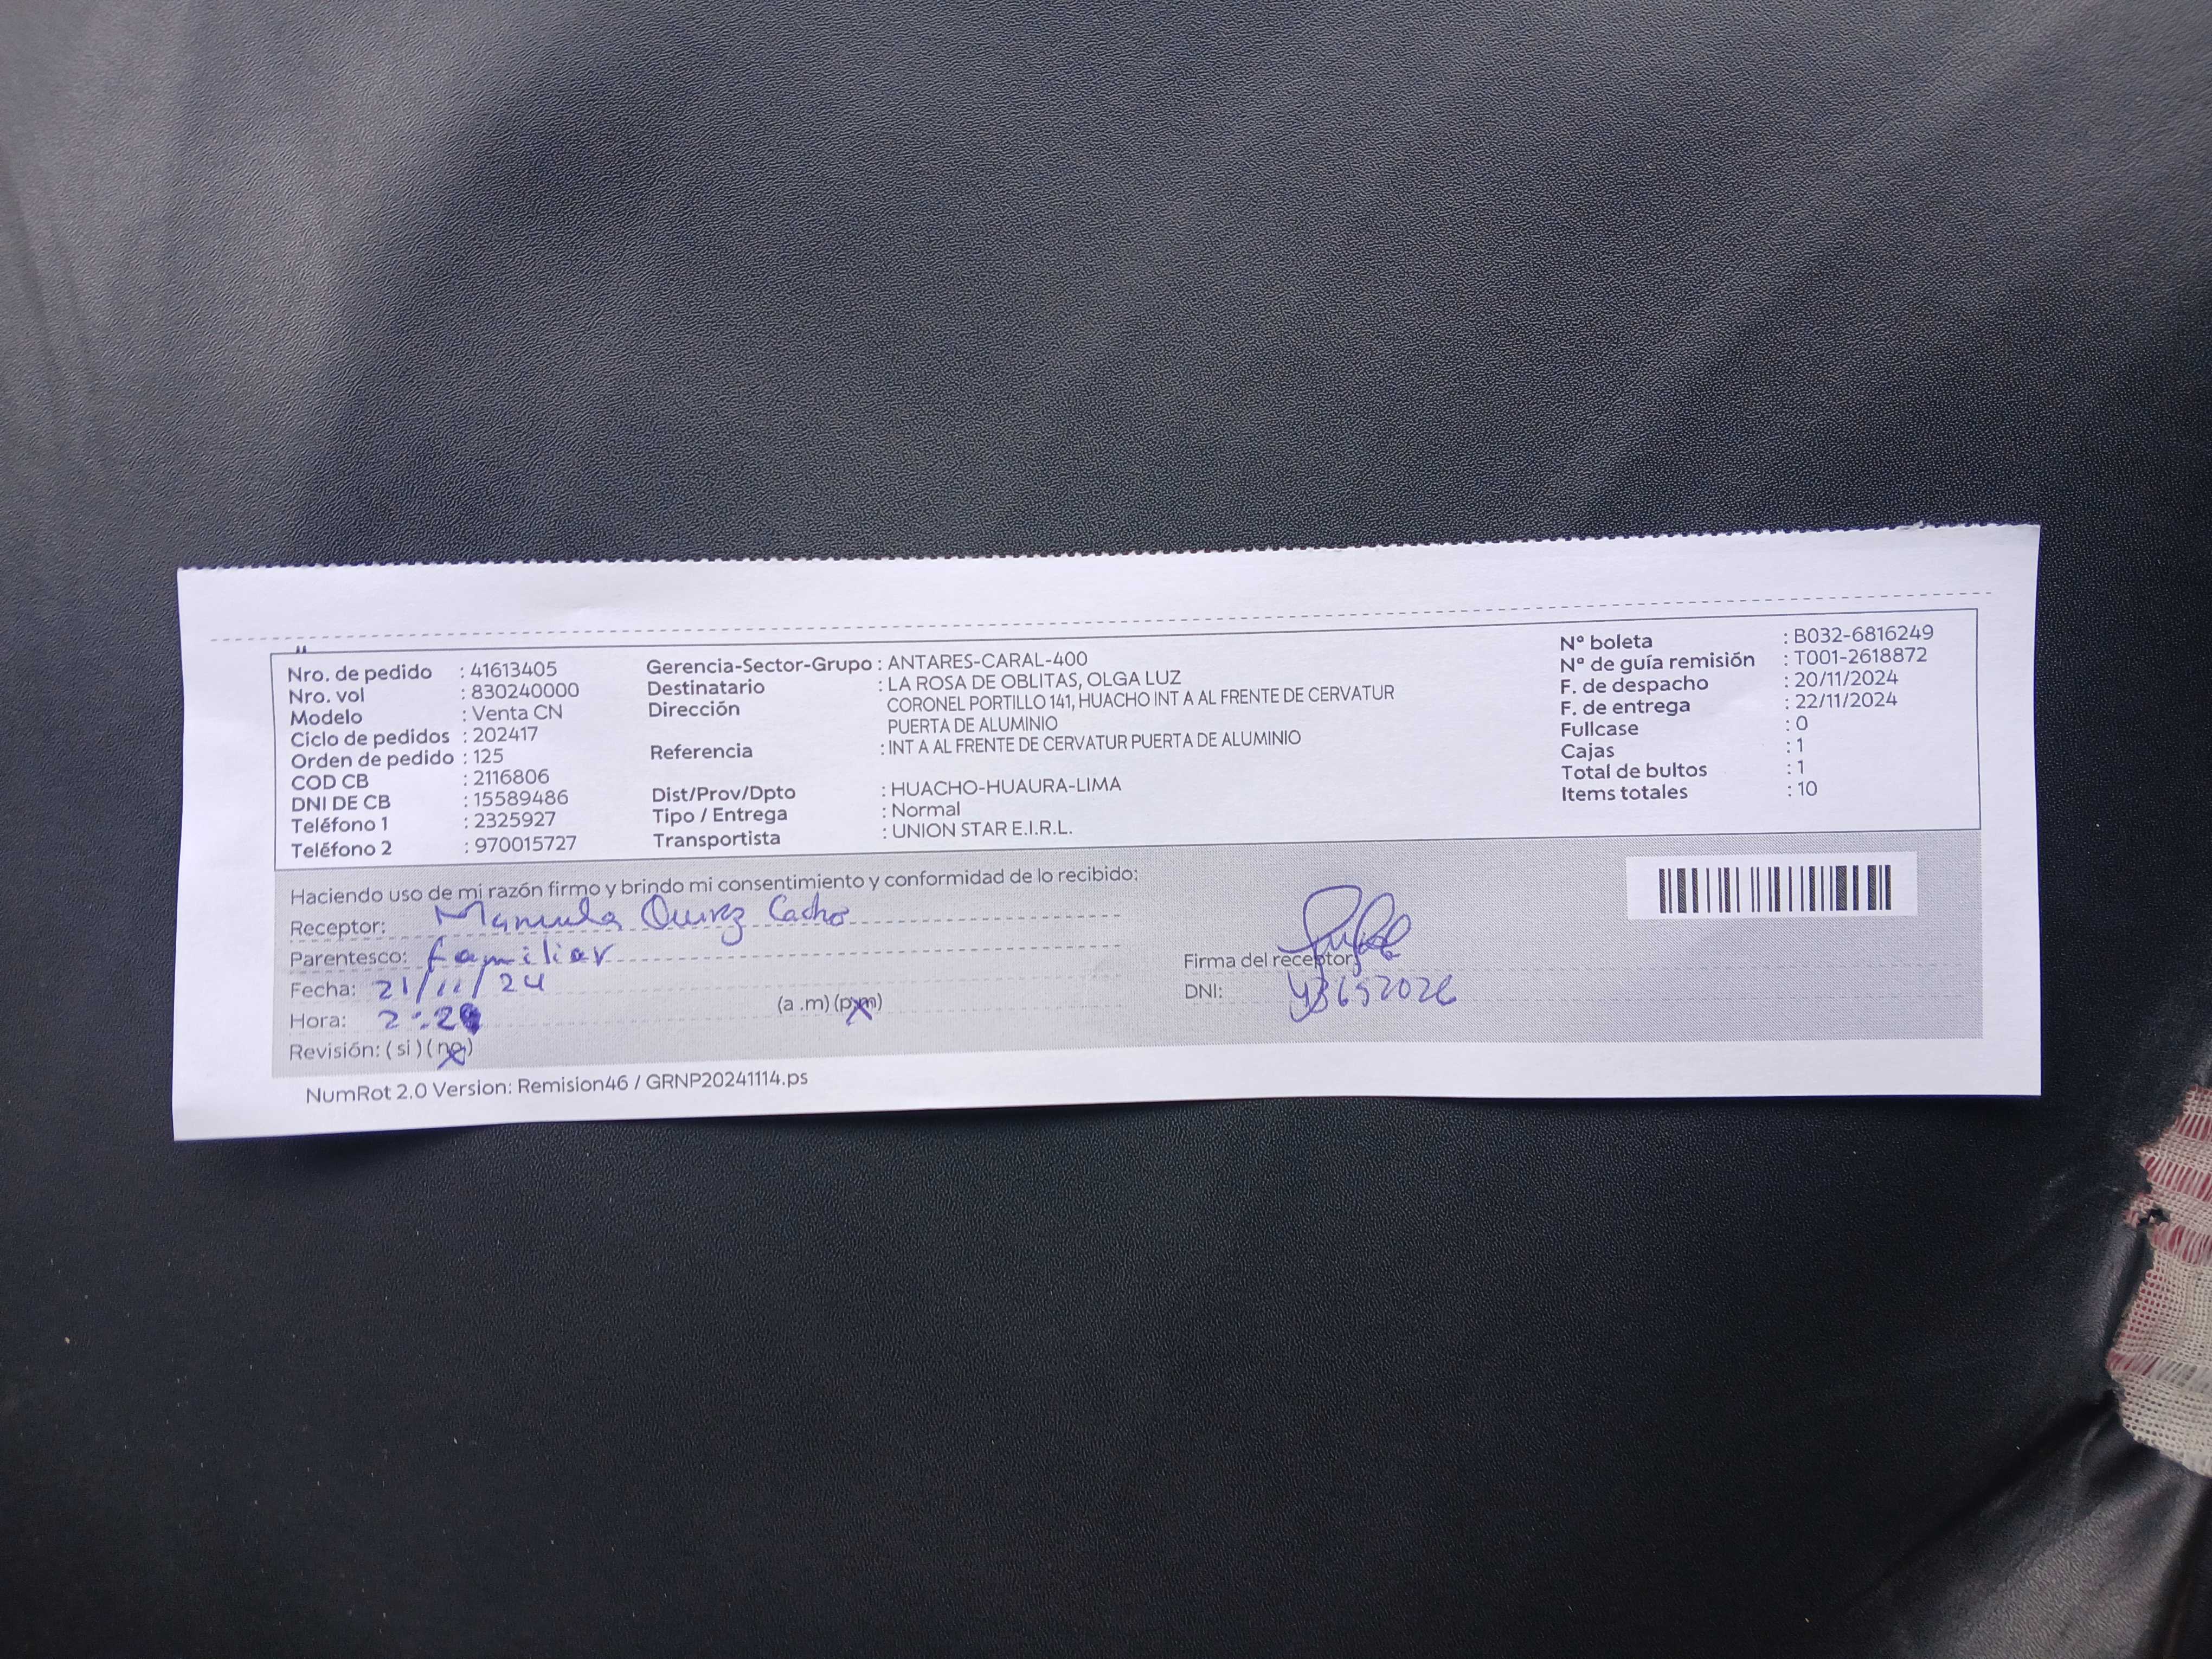 Nro. de pedido : 41613405
Nro. vol : 830240000
Modelo : Venta CN
Ciclo de pedidos : 202417
Orden de pedido : 125
COD CB : 2116806
DNI DE CB : 15589486
Teléfono 1 : 2325927
Teléfono 2 : 970015727
Gerencia-Sector-Grupo : ANTARES-CARAL-400
Destinatario : LA ROSA DE OBLITAS, OLGA LUZ
Dirección CORONEL PORTILLO 141, HUACHO INT A AL FRENTE DE CERVATUR
PUERTA DE ALUMINIO
Referencia : INT A AL FRENTE DE CERVATUR PUERTA DE ALUMINIO
Dist/Prov/Dpto : HUACHO-HUAURA-LIMA
Tipo / Entrega : Normal
Transportista : UNION STAR E.I.R.L.
N° boleta : B032-6816249
N° de guía remisión : T001-2618872
F. de despacho : 20/11/2024
F. de entrega : 22/11/2024
Fullcase : 0
Cajas : 1
Total de bultos : 1
Items totales : 10
Haciendo uso de mi razón firmo y brindo mi consentimiento y conformidad de lo recibido:
Receptor: Cacho
Parentesco: familiar
Fecha: 21/11/24
Hora: (a .m) (p.m)
Revisión: (si) (no)
Firma del receptor:
DNI:
NumRot 2.0 Version: Remision46 / GRNP20241114.ps